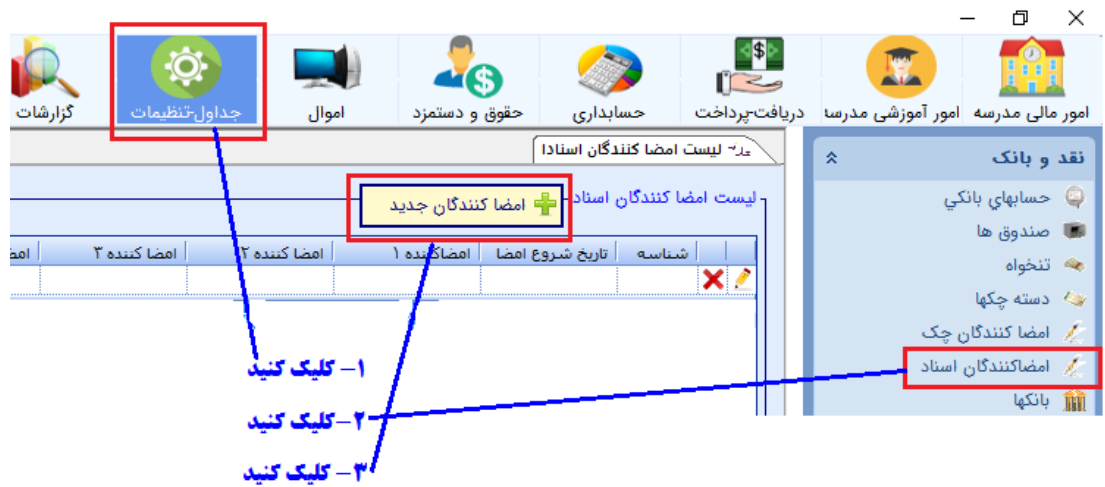 امور مالی مدرسه
امور آموزشی مدرسه
دریافت-پرداخت
حسابداری
حقوق و دستمزد
اموال
جداول-تنظیمات
گزارشات
نقد و بانک
حسابهاي بانكي
صندوق ها
تنخواه
دسته چکها
امضا کنندگان چک
امضاکنندگان اسناد
بانکها
لیست امضا کنندگان اسنادا
لیست امضا کنندگان اسناد
امضا کنندگان جدید
شناسه
تاریخ شروع امضا
امضاکننده ۱
امضا کننده ۲
امضا کننده ۳
۱- کلیک کنید
۲- کلیک کنید
۳- کلیک کنید